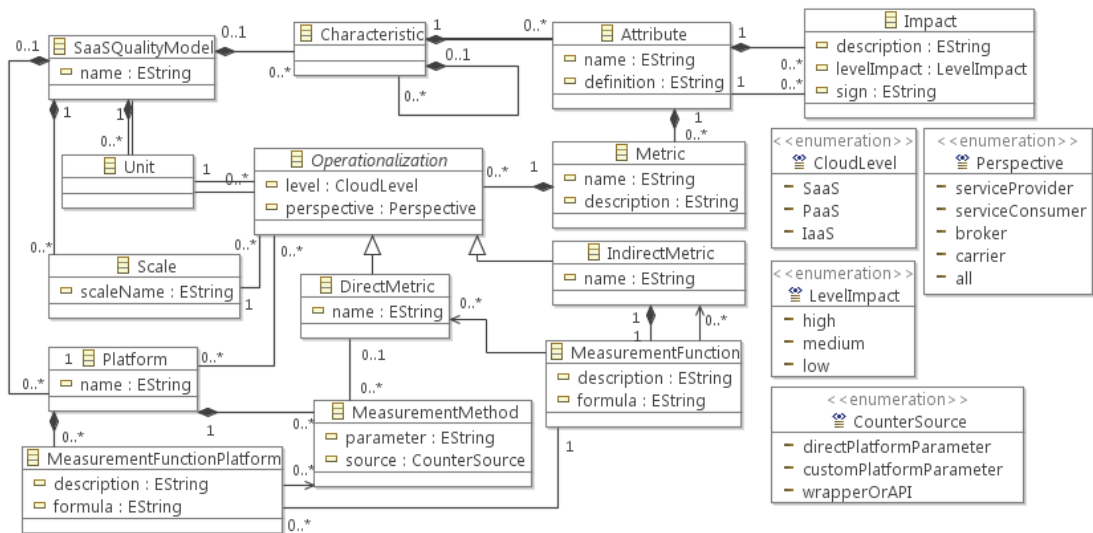 SaaSQualityModel
name : EString
0..1
0..1
Characteristic
0..*
0..1
0..*
1
0..*
Attribute
name : EString
definition : EString
1
0..*
1
0..*
Impact
description : EString
levelImpact : LevelImpact
sign : EString
1
1
0..*
Unit
1
0..*
Operationalization
level : CloudLevel
perspective : Perspective
0..*
1
1
0..*
Metric
name : EString
description : EString
<<enumeration>>
CloudLevel
SaaS
PaaS
IaaS
<<enumeration>>
Perspective
serviceProvider
serviceConsumer
broker
carrier
all
0..*
Scale
scaleName : EString
0..*
1
0..*
DirectMetric
name : EString
0..*
0..1
IndirectMetric
name : EString
1
1
0..*
<<enumeration>>
LevelImpact
high
medium
low
1
Platform
name : EString
0..*
0..*
0..*
1
0..*
MeasurementFunction
description : EString
formula : EString
1
0..*
MeasurementMethod
parameter : EString
source : CounterSource
0..*
0..*
<<enumeration>>
CounterSource
directPlatformParameter
customPlatformParameter
wrapperOrAPI
MeasurementFunctionPlatform
description : EString
formula : EString
0..*